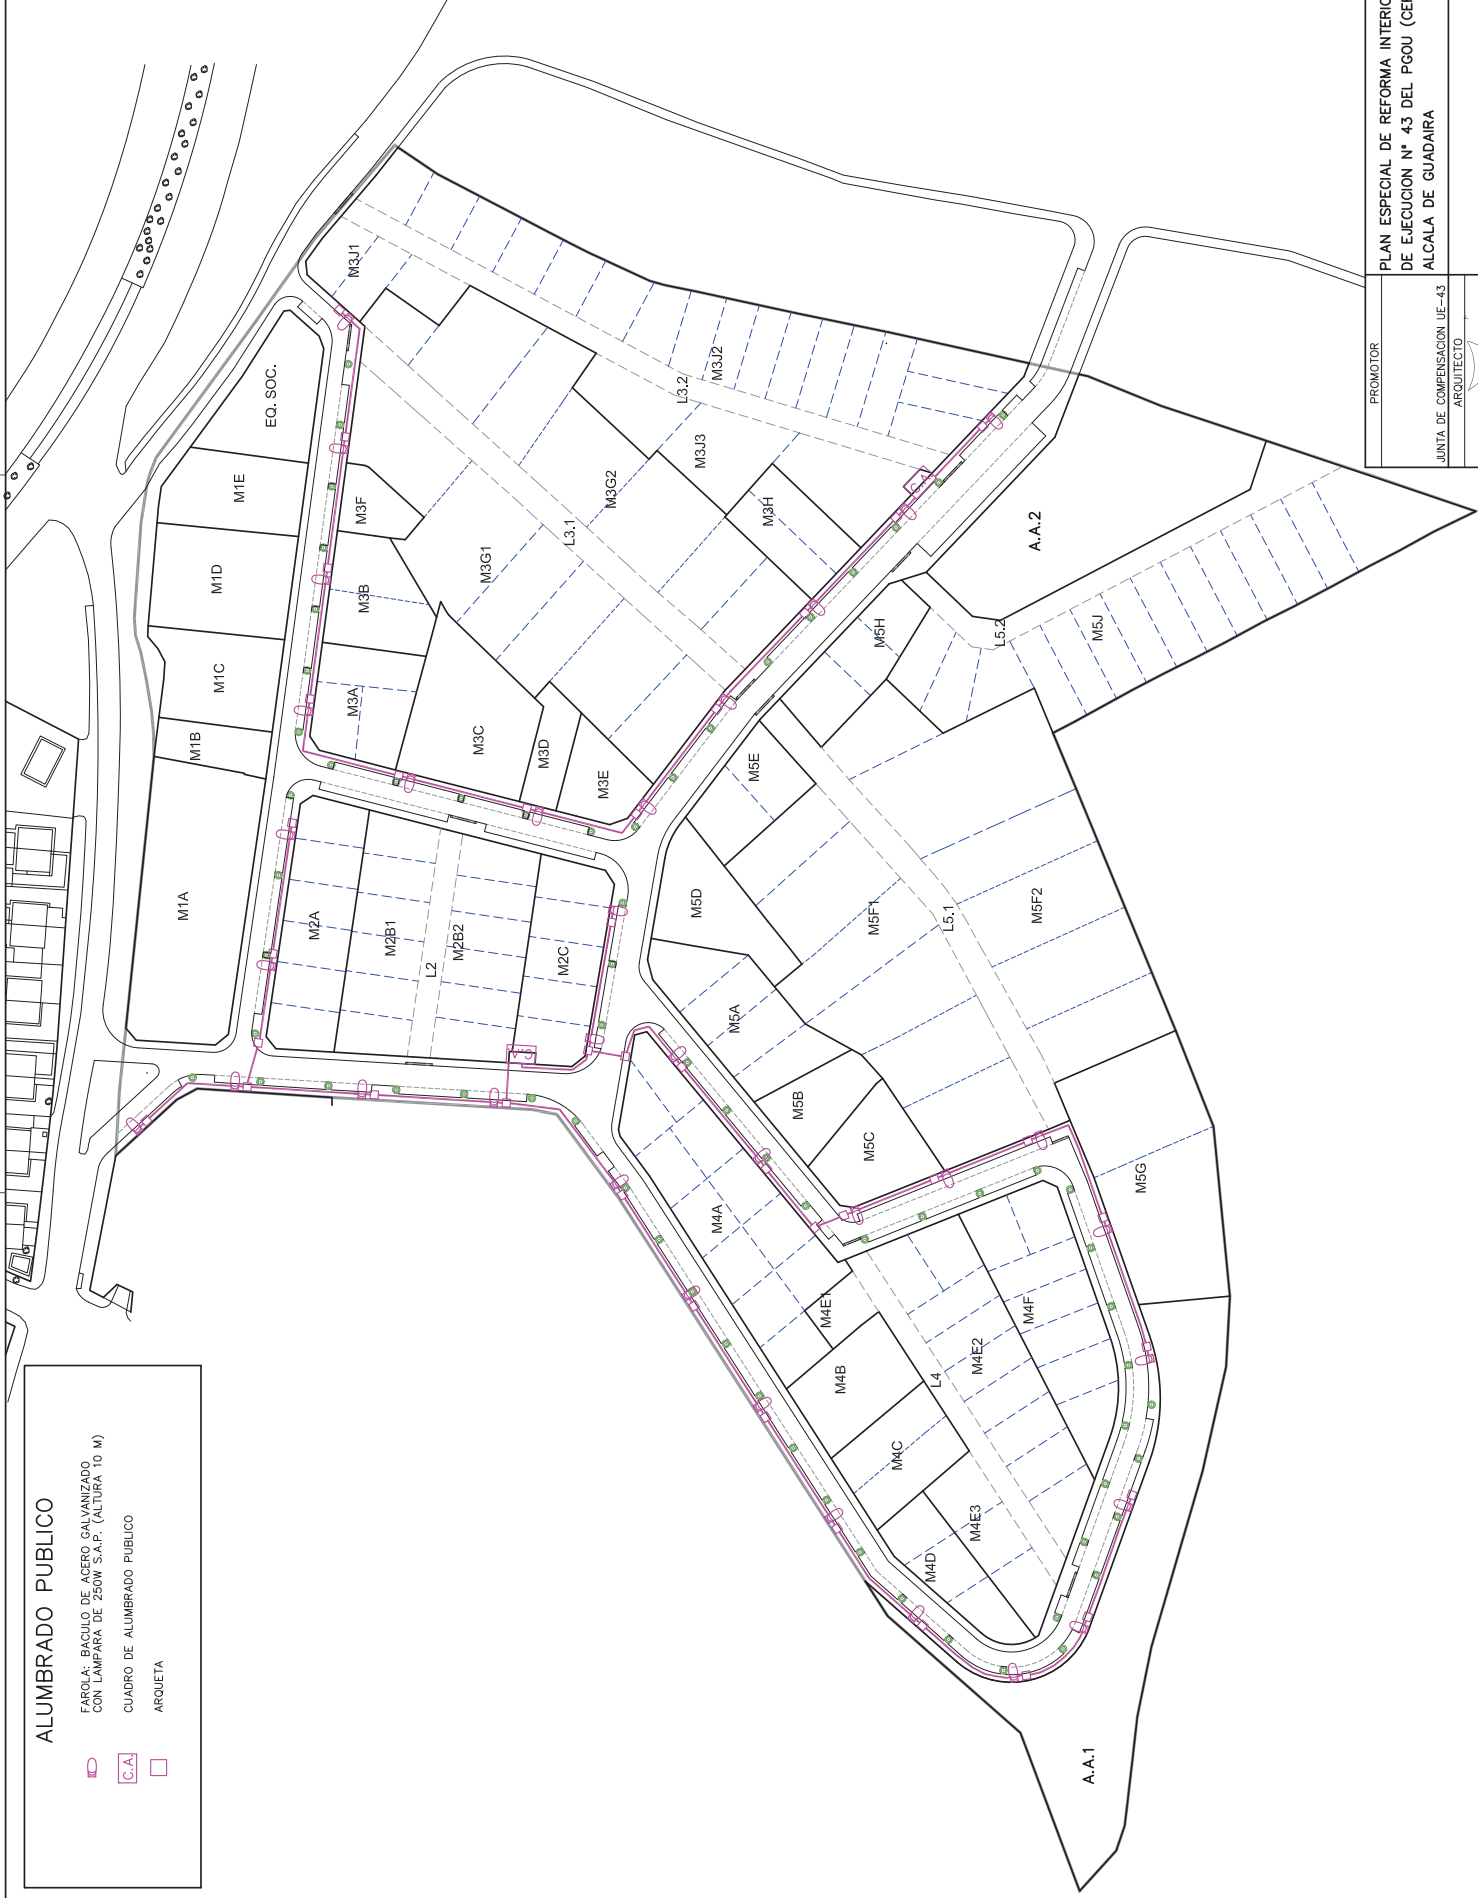 ALUMBRADO PUBLICO
FAROLA: BACULO DE ACERO GALVANIZADO
CON LAMPARA DE 250W S.A.P. (ALTURA 10 M)
C.A.
CUADRO DE ALUMBRADO PUBLICO
ARQUETA
PLAN ESPECIAL DE REFORMA INTERIO
DE EJECUCION Nº 43 DEL PGOU (CE
ALCALA DE GUADAIRA
PROMOTOR
JUNTA DE COMPENSACION UE-43
ARQUITECTO
EQ. SOC.
M1E
M1D
M1C
M1B
M1A
M3J1
M3F
M3B
M3A
M3G1
L3.1
M3G2
L3.2
M3J2
M3J3
M3H
C.A.
M3C
M3D
M3E
M2A
M2B1
L2
M2B2
M2C
C.A.
A.A.2
M5H
L5.2
M5J
M5E
M5D
M5F1
L5.1
M5F2
M5A
M5B
M5C
M5G
M4A
M4E1
M4B
M4C
L4
M4E2
M4F
M4D
M4E3
A.A.1